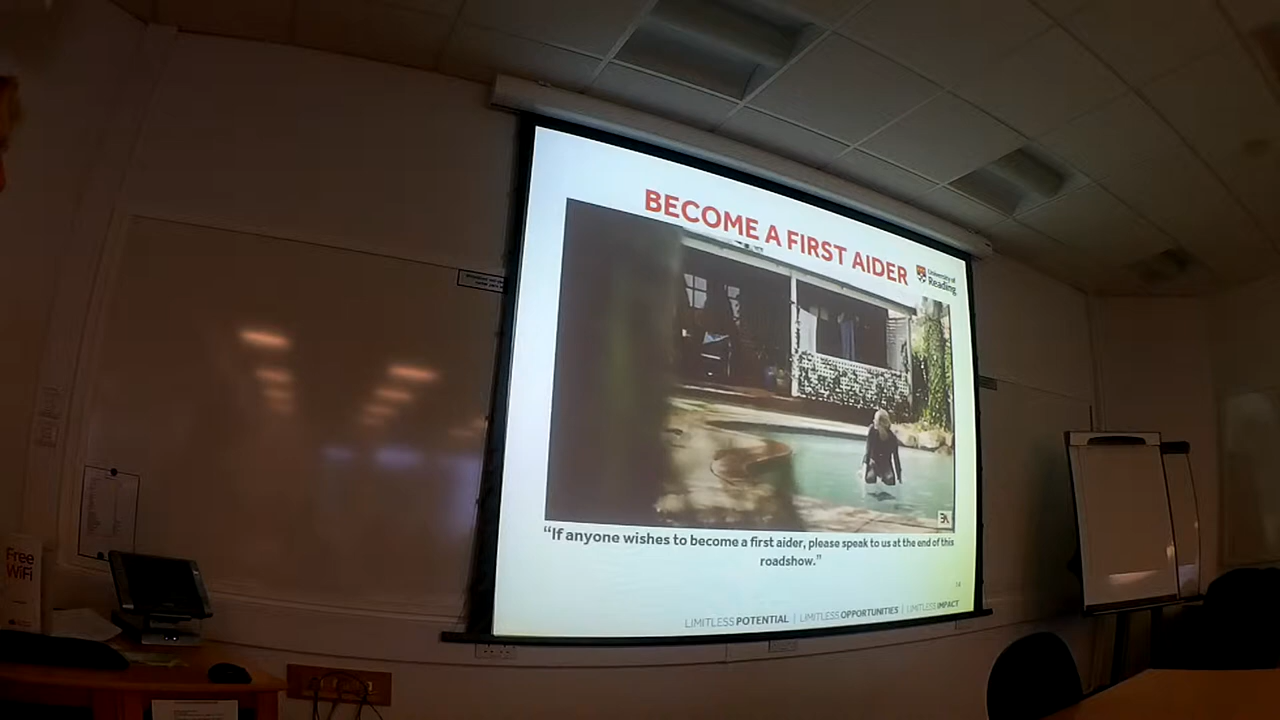 BECOME A FIRST AIDER
University of
Reading
"If anyone wishes to become a first aider, please speak to us at the end of this
roadshow."
14
LIMITLESS POTENTIAL | LIMITLESS OPPORTUNITIES | LIMITLESS IMPACT
Free
WiFi